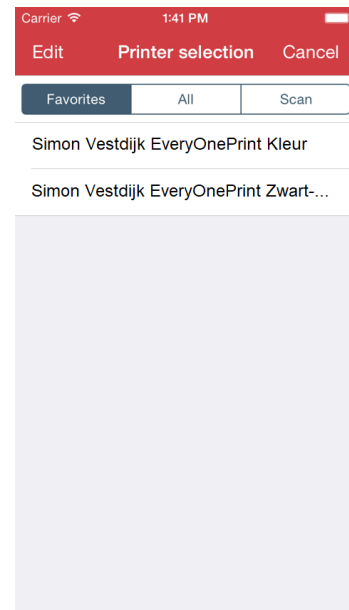 Carrier 1:41 PM
Edit Printer selection Cancel
Favorites All Scan
Simon Vestdijk EveryOnePrint Kleur
Simon Vestdijk EveryOnePrint Zwart-...